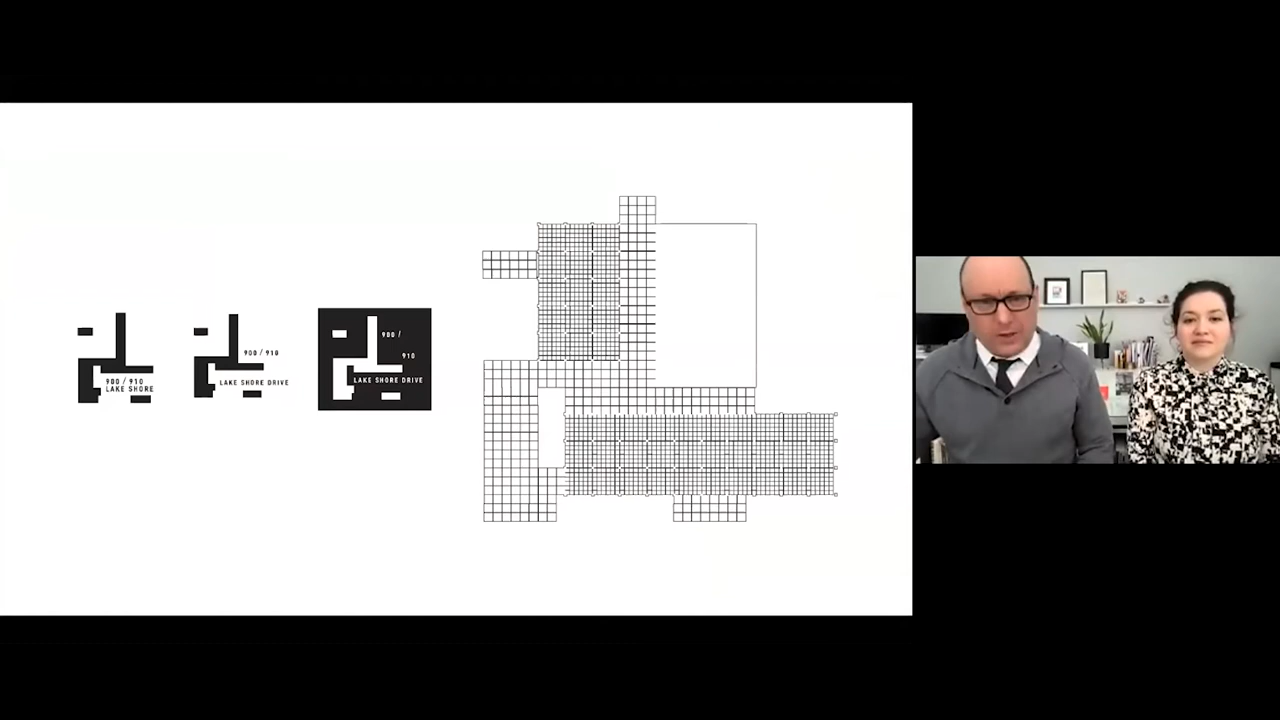 900 / 910
LAKE SHORE
900 / 910
LAKE SHORE DRIVE
900 /
910
LAKE SHORE DRIVE